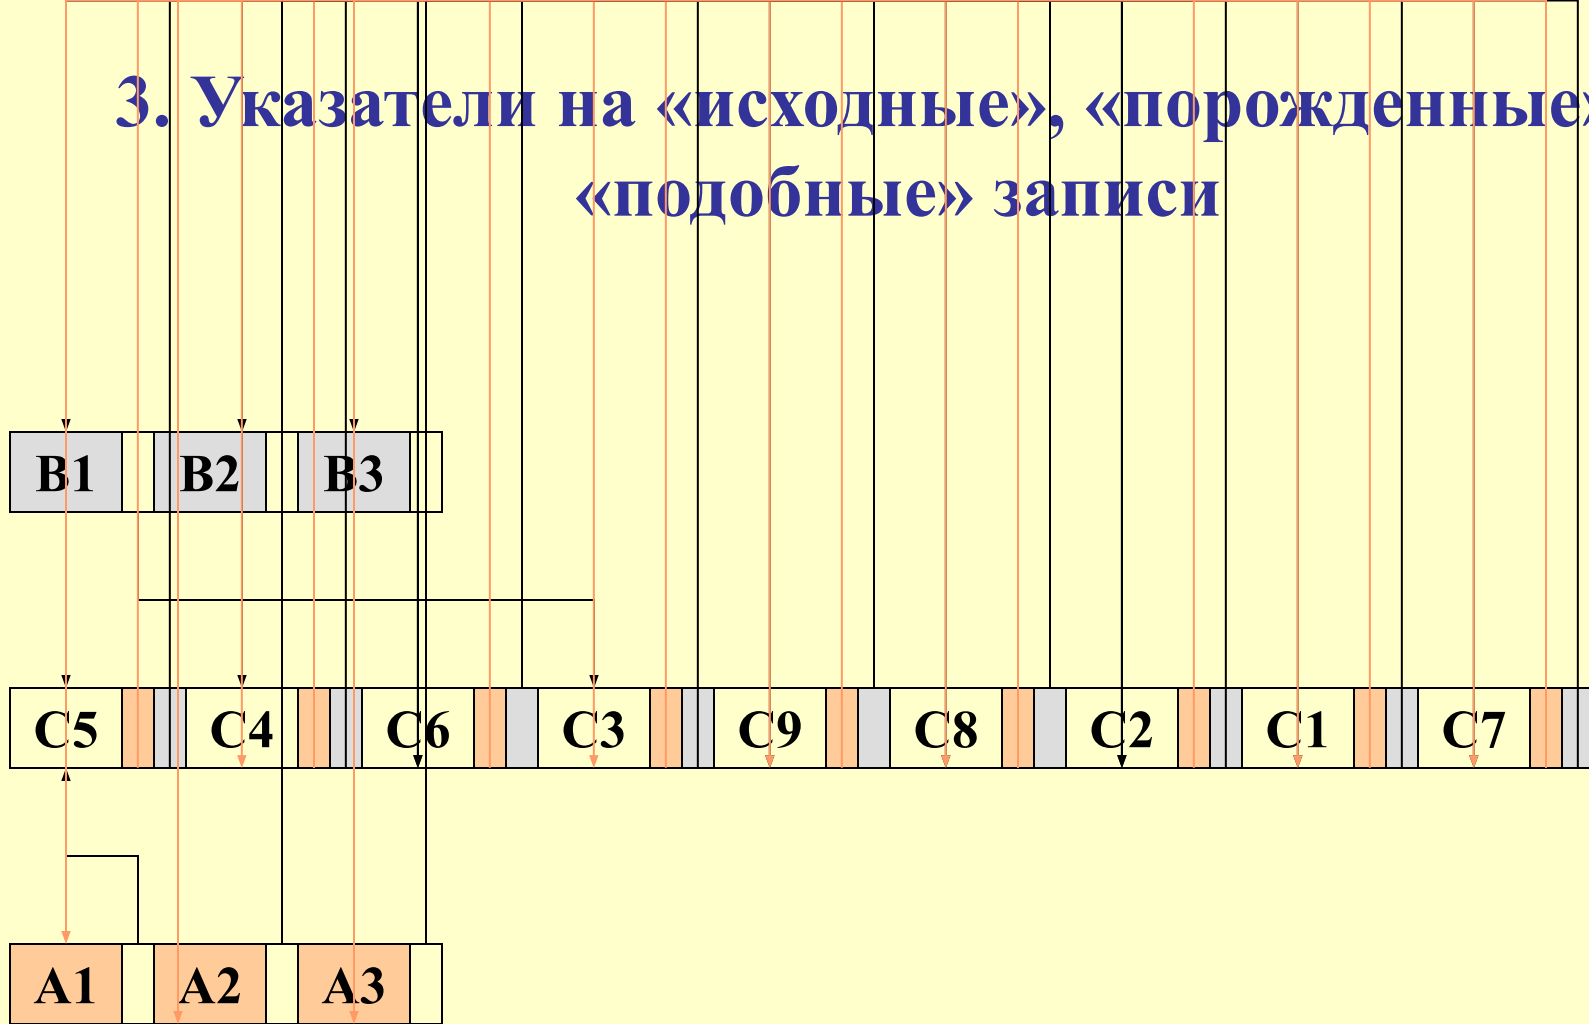 3. Указатели на «исходные», «порожденные»
«подобные» записи
B1 B2 B3
C5 C4 C6 C3 C9 C8 C2 C1 C7
A1 A2 A3